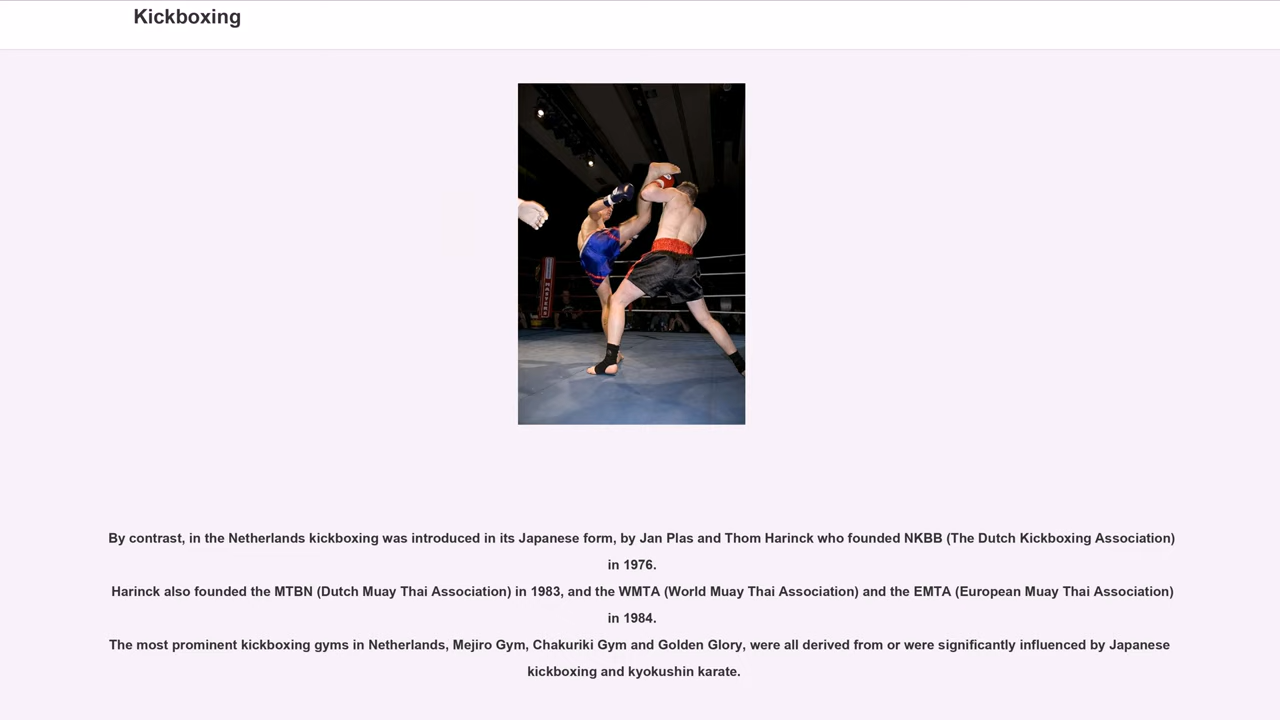 Kickboxing
MASTERS
By contrast, in the Netherlands kickboxing was introduced in its Japanese form, by Jan Plas and Thom Harinck who founded NKBB (The Dutch Kickboxing Association)
in 1976.
Harinck also founded the MTBN (Dutch Muay Thai Association) in 1983, and the WMTA (World Muay Thai Association) and the EMTA (European Muay Thai Association)
in 1984.
The most prominent kickboxing gyms in Netherlands, Mejiro Gym, Chakuriki Gym and Golden Glory, were all derived from or were significantly influenced by Japanese
kickboxing and kyokushin karate.